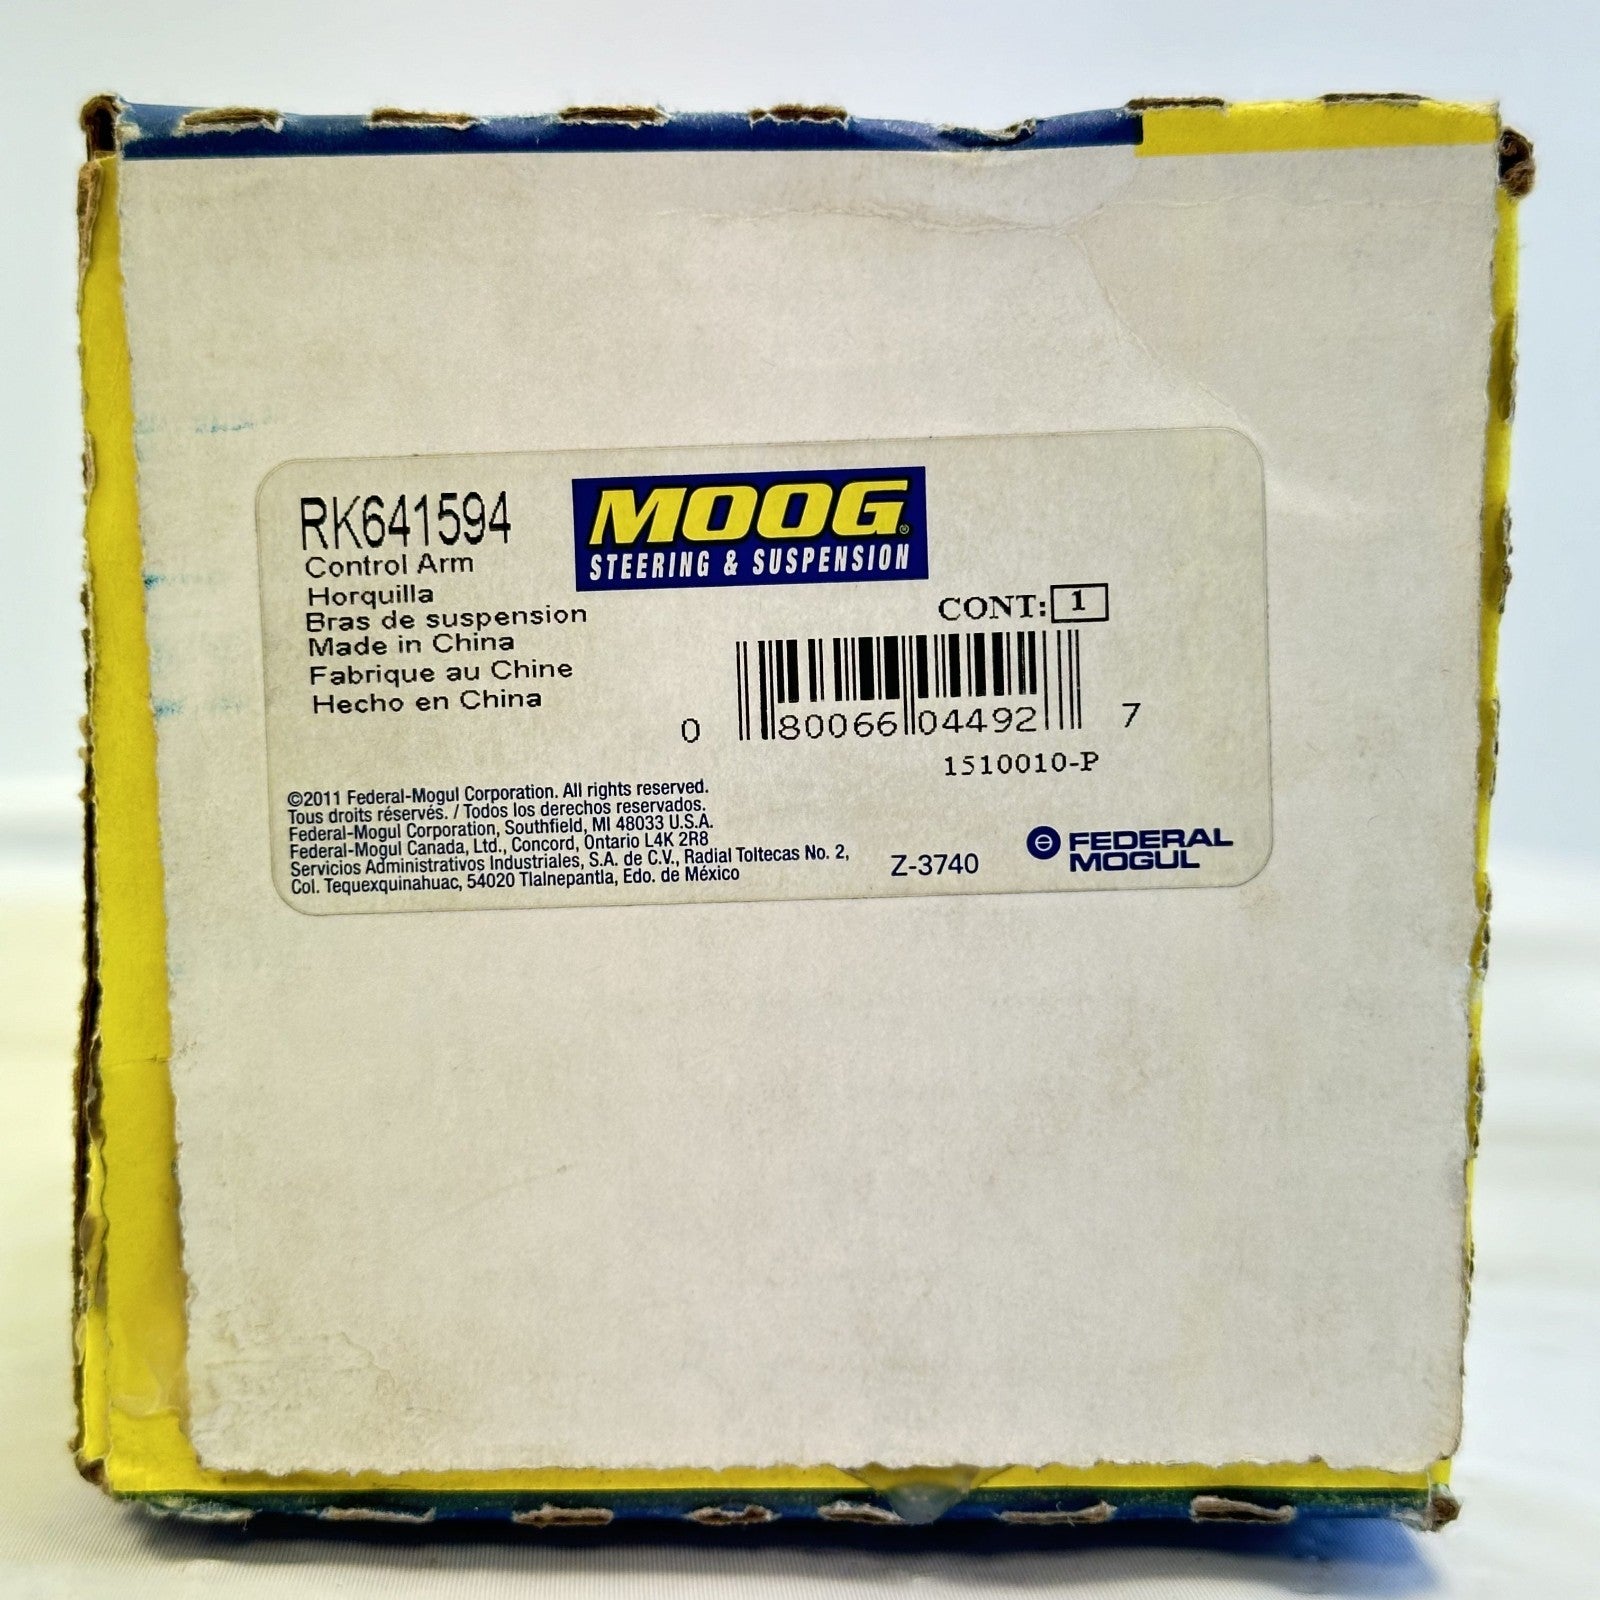 RK641594
Control Arm
Horquilla
Bras de suspension
Made in China
Fabrique au Chine
Hecho en China
MOOG®
STEERING & SUSPENSION
CONT: 1
0 80066 04492 7
1510010-P
©2011 Federal-Mogul Corporation. All rights reserved.
Tous droits réservés. / Todos los derechos reservados.
Federal-Mogul Corporation, Southfield, MI 48033 U.S.A.
Federal-Mogul Canada, Ltd., Concord, Ontario L4K 2R8
Servicios Administrativos Industriales, S.A. de C.V., Radial Toltecas No. 2,
Col. Tequexquinahuac, 54020 Tlalnepantla, Edo. de México
Z-3740
FEDERAL
MOGUL